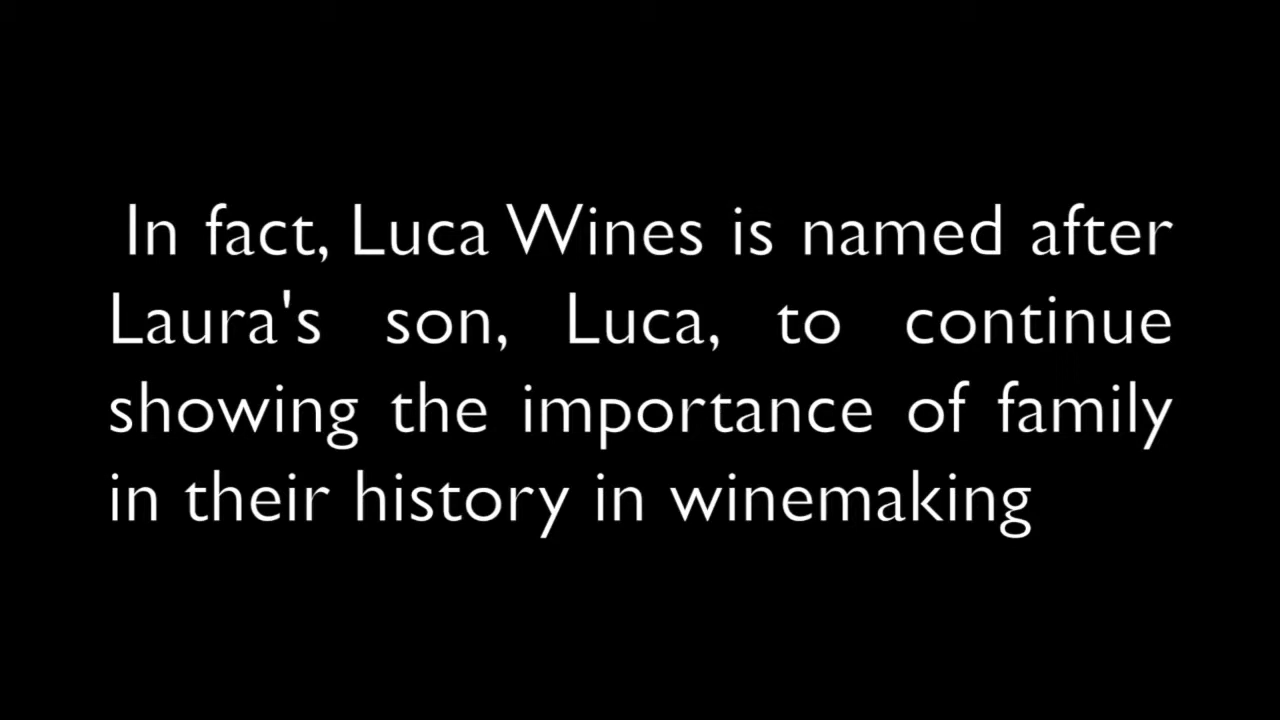 In fact, Luca Wines is named after
Laura's son, Luca, to continue
showing the importance of family
in their history in winemaking